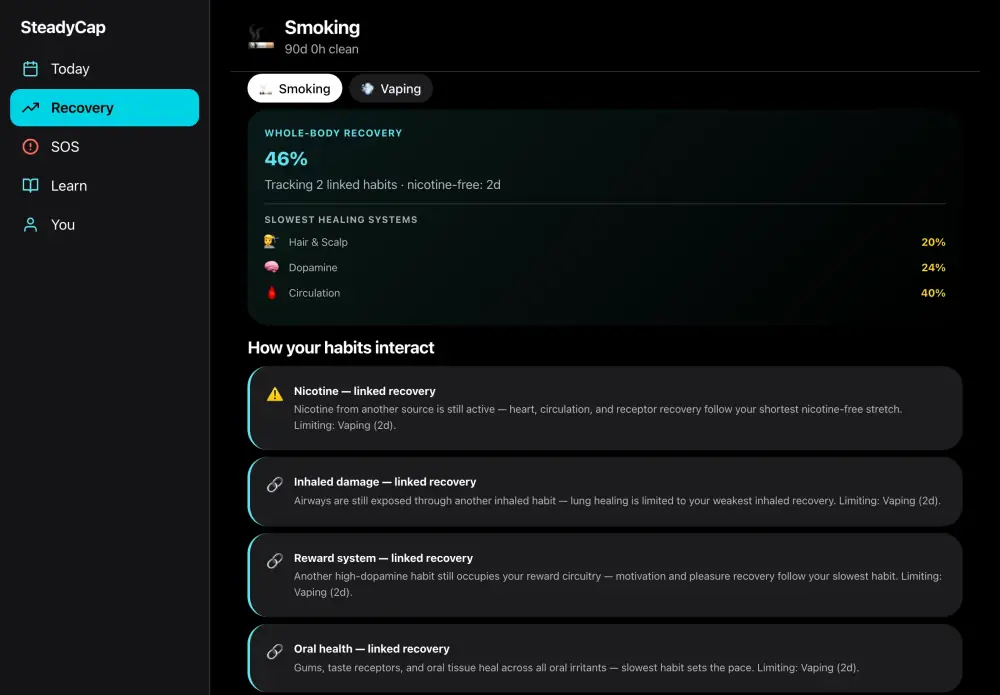 SteadyCap
Today
Recovery
SOS
Learn
You
Smoking
90d 0h clean
Smoking
Vaping
WHOLE-BODY RECOVERY
46%
Tracking 2 linked habits · nicotine-free: 2d
SLOWEST HEALING SYSTEMS
Hair & Scalp 20%
Dopamine 24%
Circulation 40%
How your habits interact
Nicotine — linked recovery
Nicotine from another source is still active — heart, circulation, and receptor recovery follow your shortest nicotine-free stretch.
Limiting: Vaping (2d).
Inhaled damage — linked recovery
Airways are still exposed through another inhaled habit — lung healing is limited to your weakest inhaled recovery. Limiting: Vaping (2d).
Reward system — linked recovery
Another high-dopamine habit still occupies your reward circuitry — motivation and pleasure recovery follow your slowest habit. Limiting:
Vaping (2d).
Oral health — linked recovery
Gums, taste receptors, and oral tissue heal across all oral irritants — slowest habit sets the pace. Limiting: Vaping (2d).